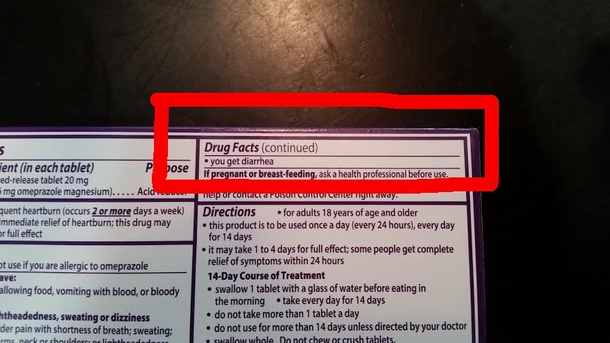 s
ient (in each tablet) P pose
ed-release tablet 20 mg
mg omeprazole magnesium)..... Acid
quent heartburn (occurs 2 or more days a week)
mmediate relief of heartburn; this drug may
r full effect
ot use if you are allergic to omeprazole
ave:
allowing food, vomiting with blood, or bloody
htheadedness, sweating or dizziness
der pain with shortness of breath; sweating;
rms, neck or shoulders; or lightheadedness
Drug Facts (continued)
• you get diarrhea
If pregnant or breast-feeding, ask a health professional before use.
help or contact a Poison Control Center right away.
Directions • for adults 18 years of age and older
• this product is to be used once a day (every 24 hours), every day
for 14 days
• it may take 1 to 4 days for full effect; some people get complete
relief of symptoms within 24 hours
14-Day Course of Treatment
• swallow 1 tablet with a glass of water before eating in
the morning • take every day for 14 days
• do not take more than 1 tablet a day
• do not use for more than 14 days unless directed by your doctor
• swallow whole. Do not chew or crush tablets.